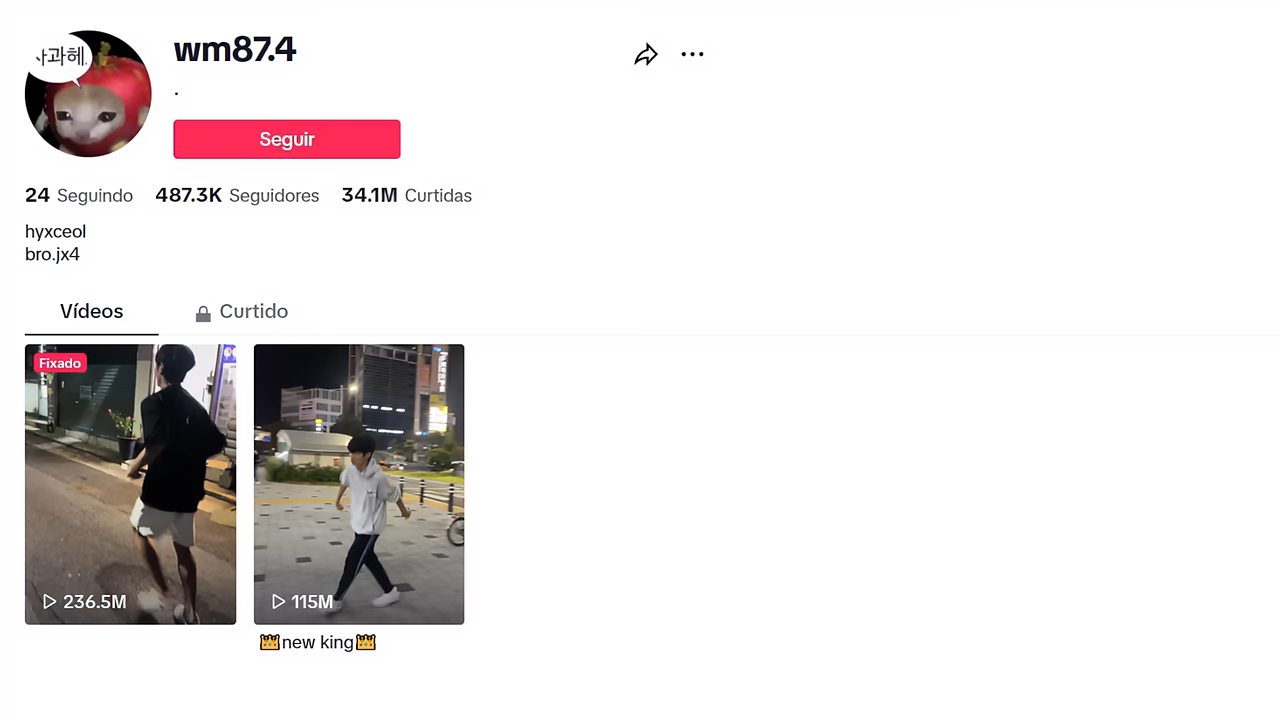 사과헤
wm87.4
.
Seguir
24 Seguindo 487.3K Seguidores 34.1M Curtidas
hyxceol
bro.jx4
Vídeos Curtido
Fixado
236.5M 115M
👑new king👑